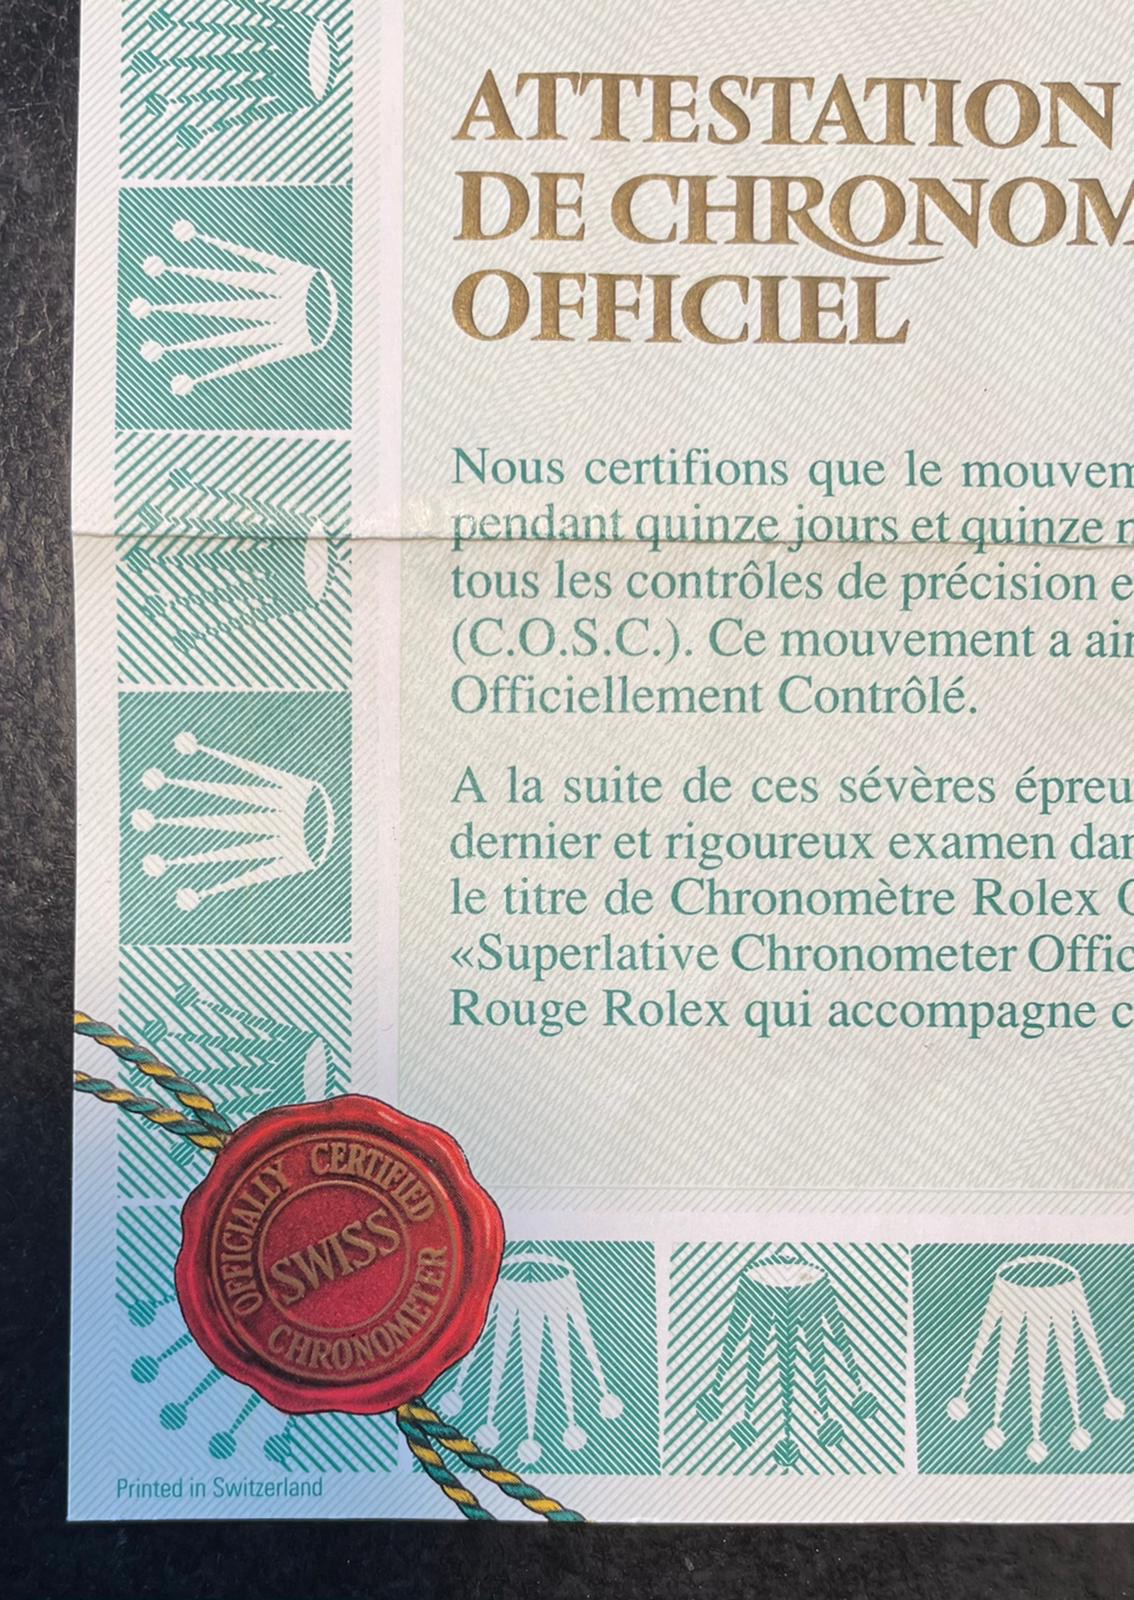 ATTESTATION
DE CHRONOM
OFFICIEL
Nous certifions que le mouvem
pendant quinze jours et quinze n
tous les contrôles de précision e
(C.O.S.C.). Ce mouvement a ain
Officiellement Contrôlé.
A la suite de ces sévères épreu
dernier et rigoureux examen dan
le titre de Chronomètre Rolex O
«Superlative Chronometer Offic
Rouge Rolex qui accompagne c
OFFICIALLY CERTIFIED
SWISS
CHRONOMETER
Printed in Switzerland